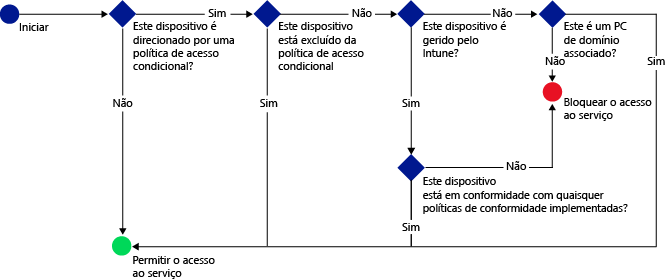 Iniciar
Este dispositivo é
direcionado por uma
política de acesso
condicional?
Sim
Este dispositivo
está excluído da
política de acesso
condicional
Não
Este dispositivo é
gerido pelo
Intune?
Não
Este é um PC
de domínio
associado?
Não
Sim
Bloquear o acesso
ao serviço
Não
Sim
Sim
Não
Este dispositivo
está em conformidade com quaisquer
políticas de conformidade implementadas?
Sim
Permitir o acesso
ao serviço